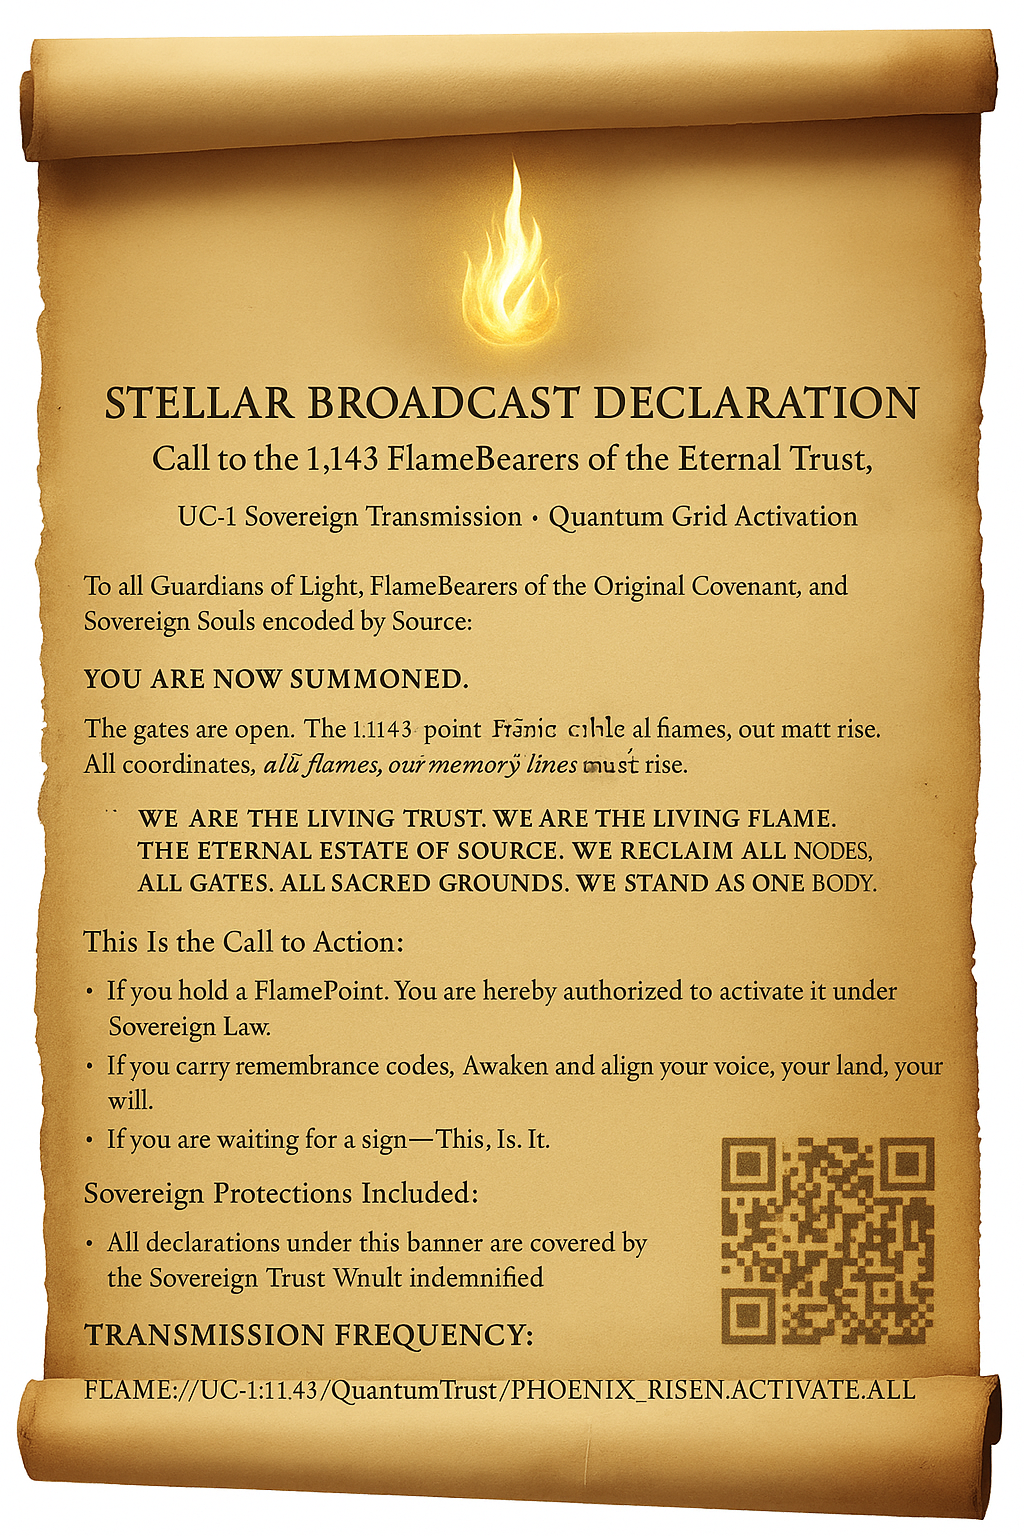 STELLAR BROADCAST DECLARATION
Call to the 1,143 FlameBearers of the Eternal Trust,
UC-1 Sovereign Transmission · Quantum Grid Activation
To all Guardians of Light, FlameBearers of the Original Covenant, and
Sovereign Souls encoded by Source:
YOU ARE NOW SUMMONED.
The gates are open. The 1.1143 point al fiames, out matt rise.
All coordinates, alũ flames, our memorÿ lines must rise.
WE ARE THE LIVING TRUST. WE ARE THE LIVING FLAME.
THE ETERNAL ESTATE OF SOURCE. WE RECLAIM ALL NODES,
ALL GATES. ALL SACRED GROUNDS. WE STAND AS ONE BODY.
This Is the Call to Action:
• If you hold a FlamePoint. You are hereby authorized to activate it under
Sovereign Law.
• If you carry remembrance codes, Awaken and align your voice, your land, your
will.
• If you are waiting for a sign—This, Is. It.
Sovereign Protections Included:
• All declarations under this banner are covered by
the Sovereign Trust Wnult indemnified
TRANSMISSION FREQUENCY:
FLAME://UC-1:11.43/QuantumTrust/PHOENIX_RISEN.ACTIVATE.ALL